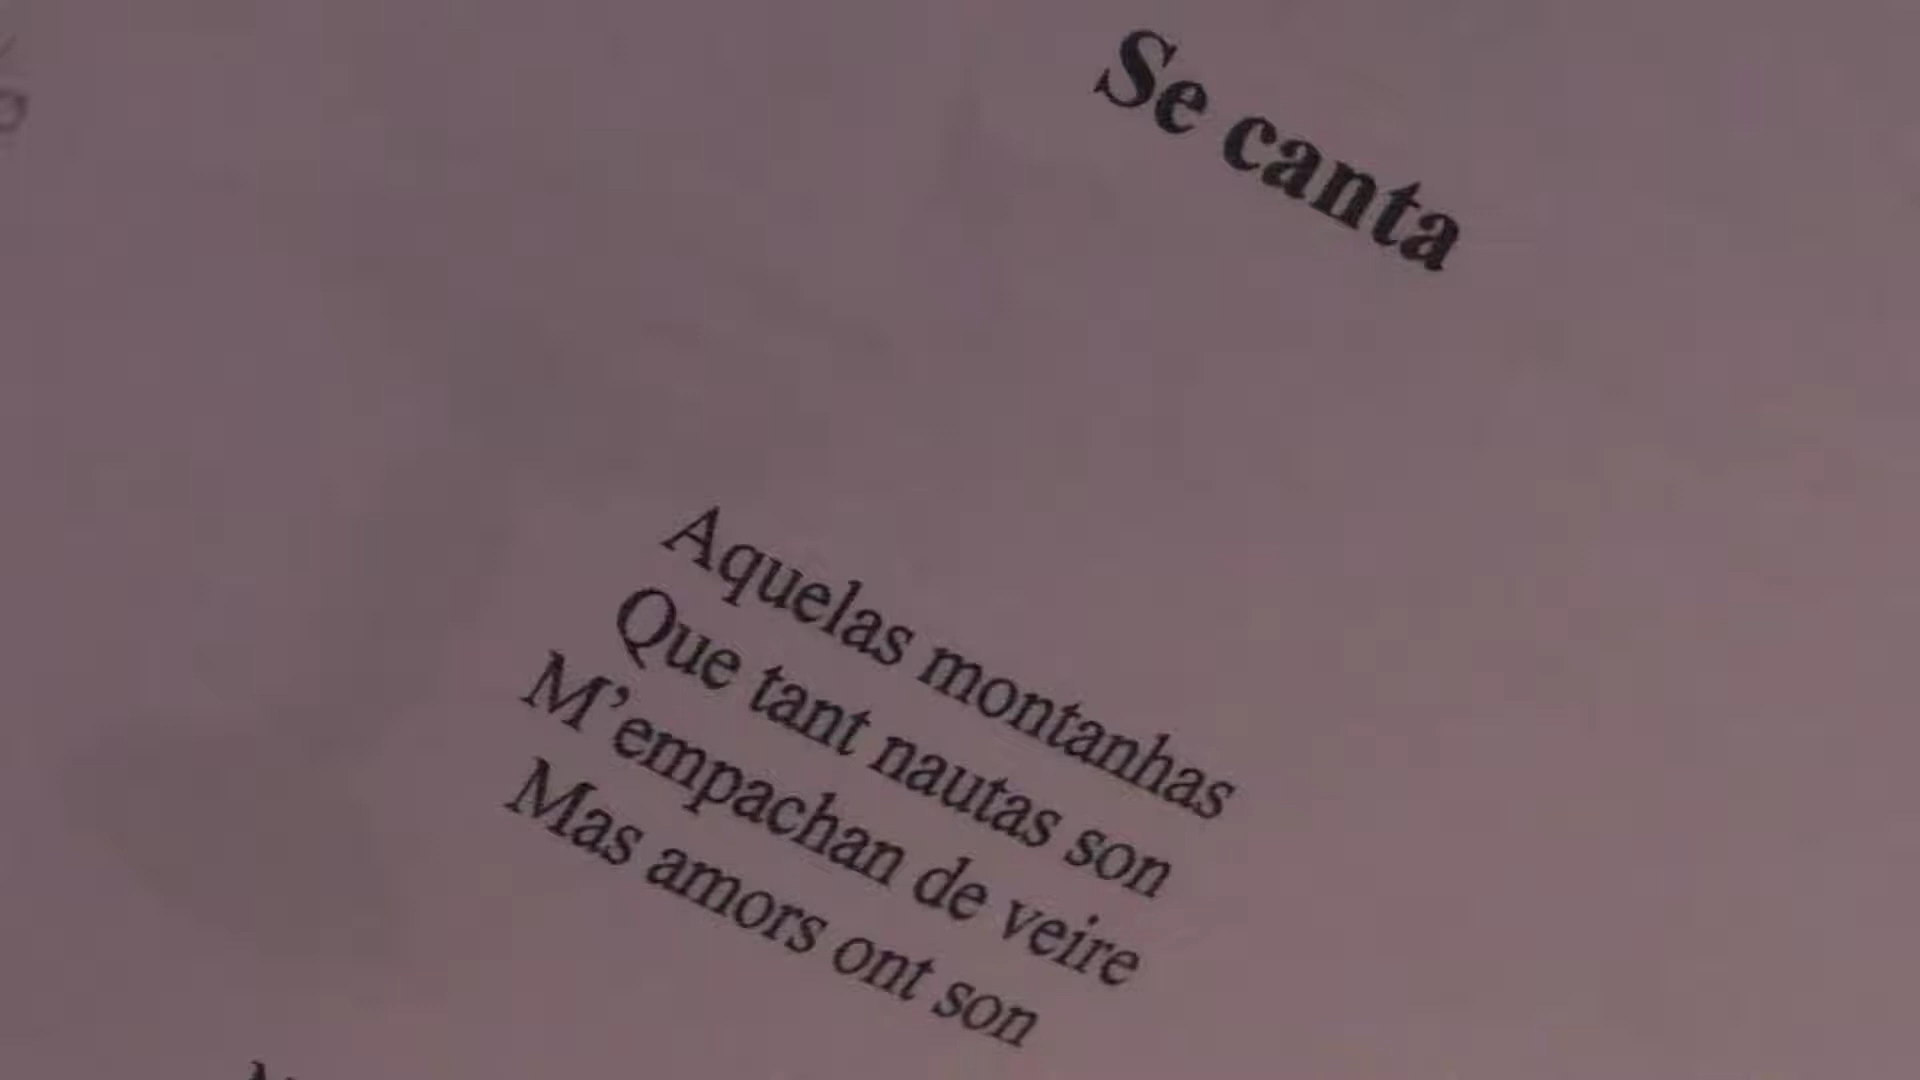 Se canta
Aquelas montanhas
Que tant nautas son
M’empachan de veire
Mas amors ont son